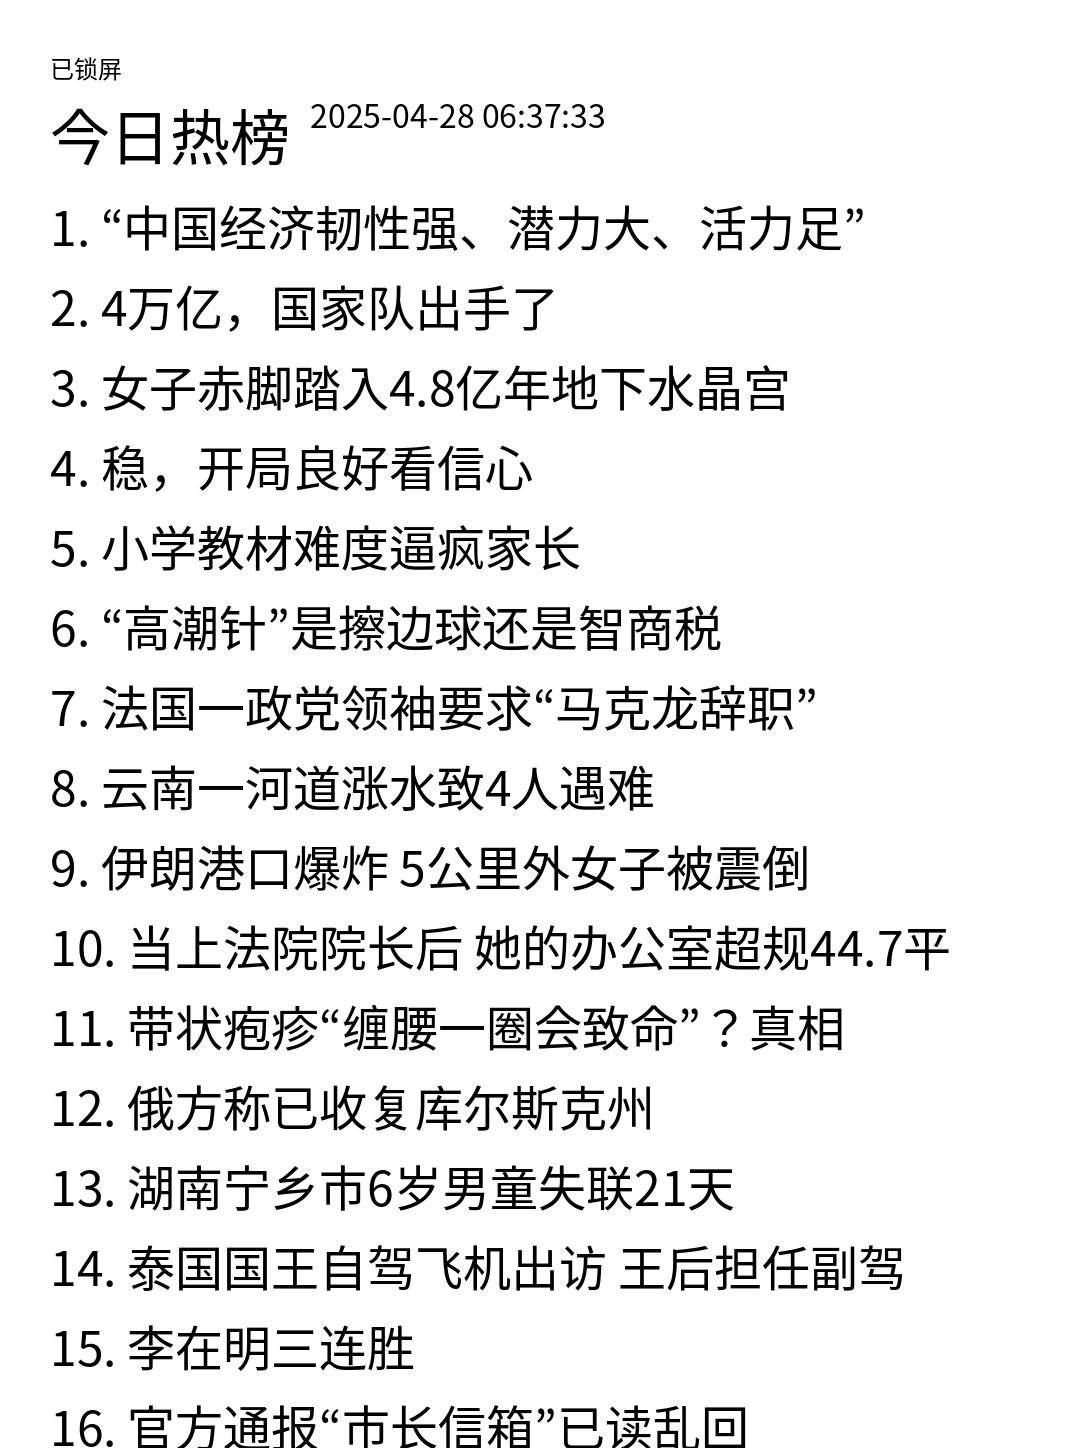 已锁屏
今日热榜 2025-04-28 06:37:33
1. “中国经济韧性强、潜力大、活力足”
2. 4万亿，国家队出手了
3. 女子赤脚踏入4.8亿年地下水晶宫
4. 稳，开局良好看信心
5. 小学教材难度逼疯家长
6. “高潮针”是擦边球还是智商税
7. 法国一政党领袖要求“马克龙辞职”
8. 云南一河道涨水致4人遇难
9. 伊朗港口爆炸 5公里外女子被震倒
10. 当上法院院长后 她的办公室超规44.7平
11. 带状疱疹“缠腰一圈会致命”？真相
12. 俄方称已收复库尔斯克州
13. 湖南宁乡市6岁男童失联21天
14. 泰国国王自驾飞机出访 王后担任副驾
15. 李在明三连胜
16. 官方通报“市长信箱”已读乱回